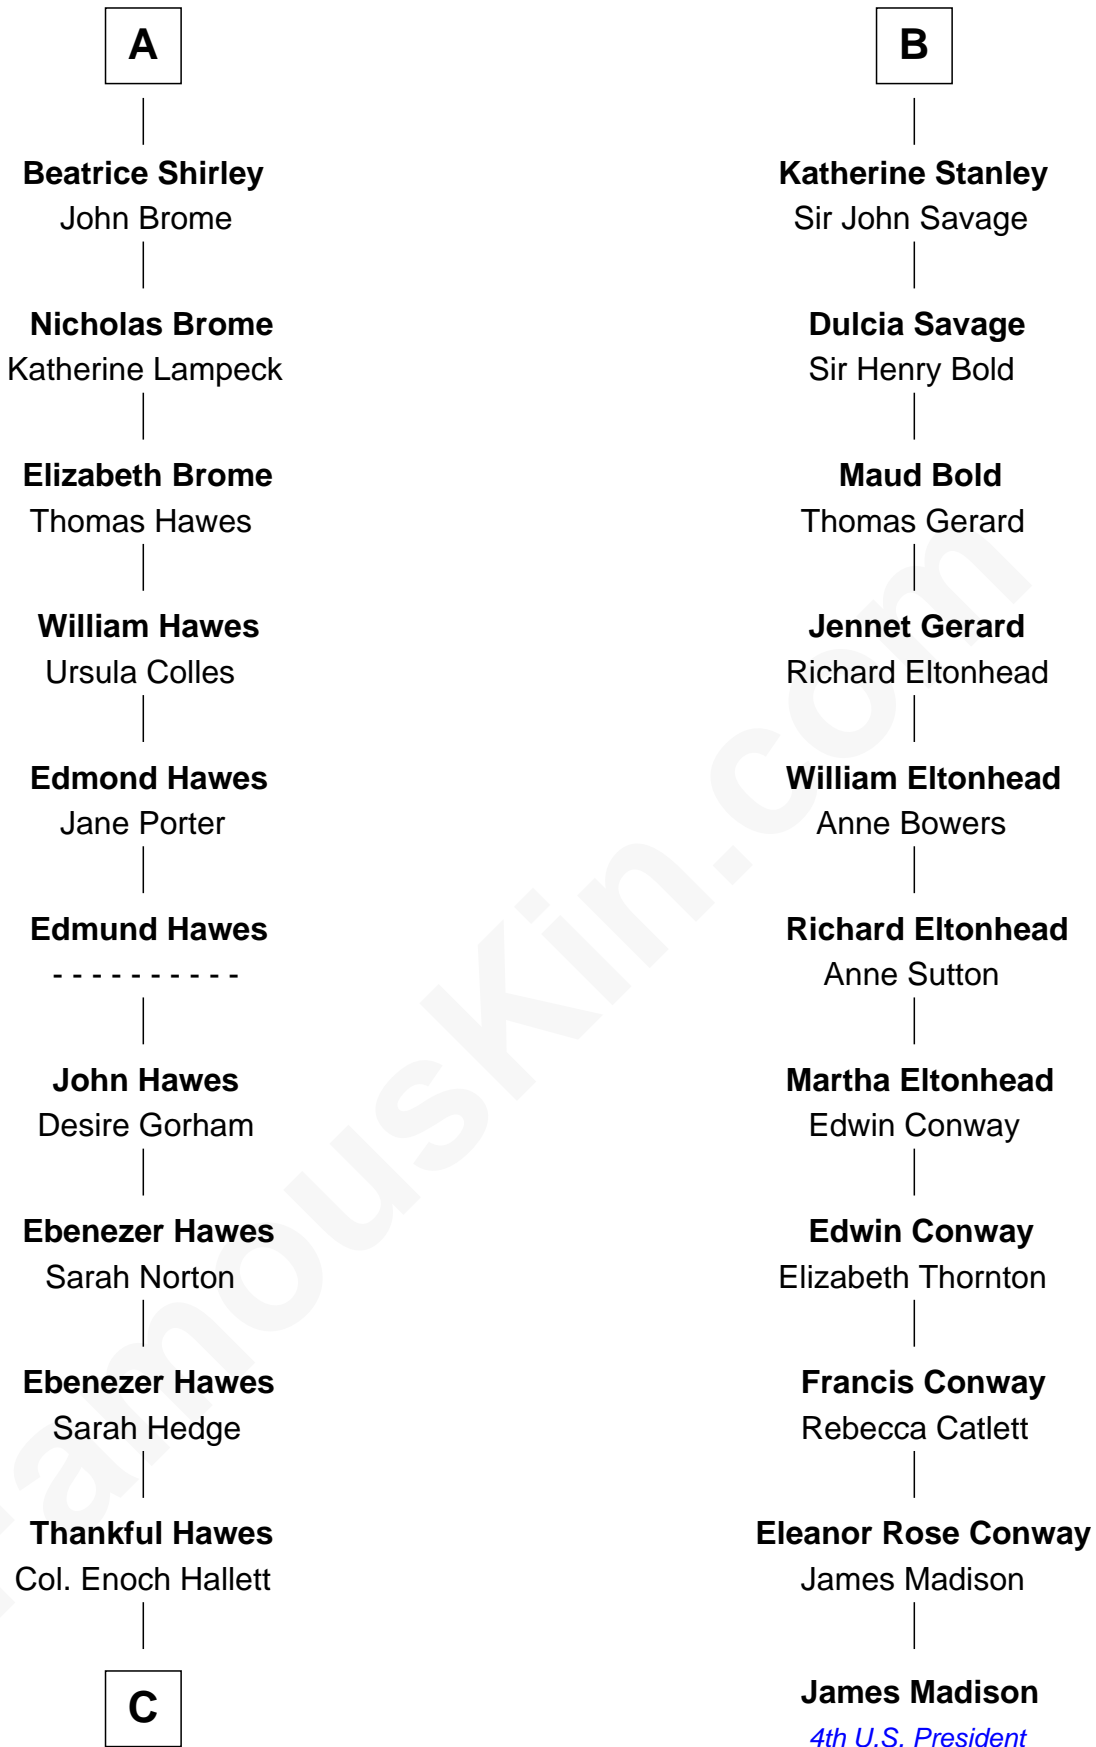 A
Beatrice Shirley
John Brome
Nicholas Brome
Katherine Lampeck
Elizabeth Brome
Thomas Hawes
William Hawes
Ursula Colles
Edmond Hawes
Jane Porter
Edmund Hawes
- - - - - - - - - -
John Hawes
Desire Gorham
Ebenezer Hawes
Sarah Norton
Ebenezer Hawes
Sarah Hedge
Thankful Hawes
Col. Enoch Hallett
C
B
Katherine Stanley
Sir John Savage
Dulcia Savage
Sir Henry Bold
Maud Bold
Thomas Gerard
Jennet Gerard
Richard Eltonhead
William Eltonhead
Anne Bowers
Richard Eltonhead
Anne Sutton
Martha Eltonhead
Edwin Conway
Edwin Conway
Elizabeth Thornton
Francis Conway
Rebecca Catlett
Eleanor Rose Conway
James Madison
James Madison
4th U.S. President
FamousKin.com